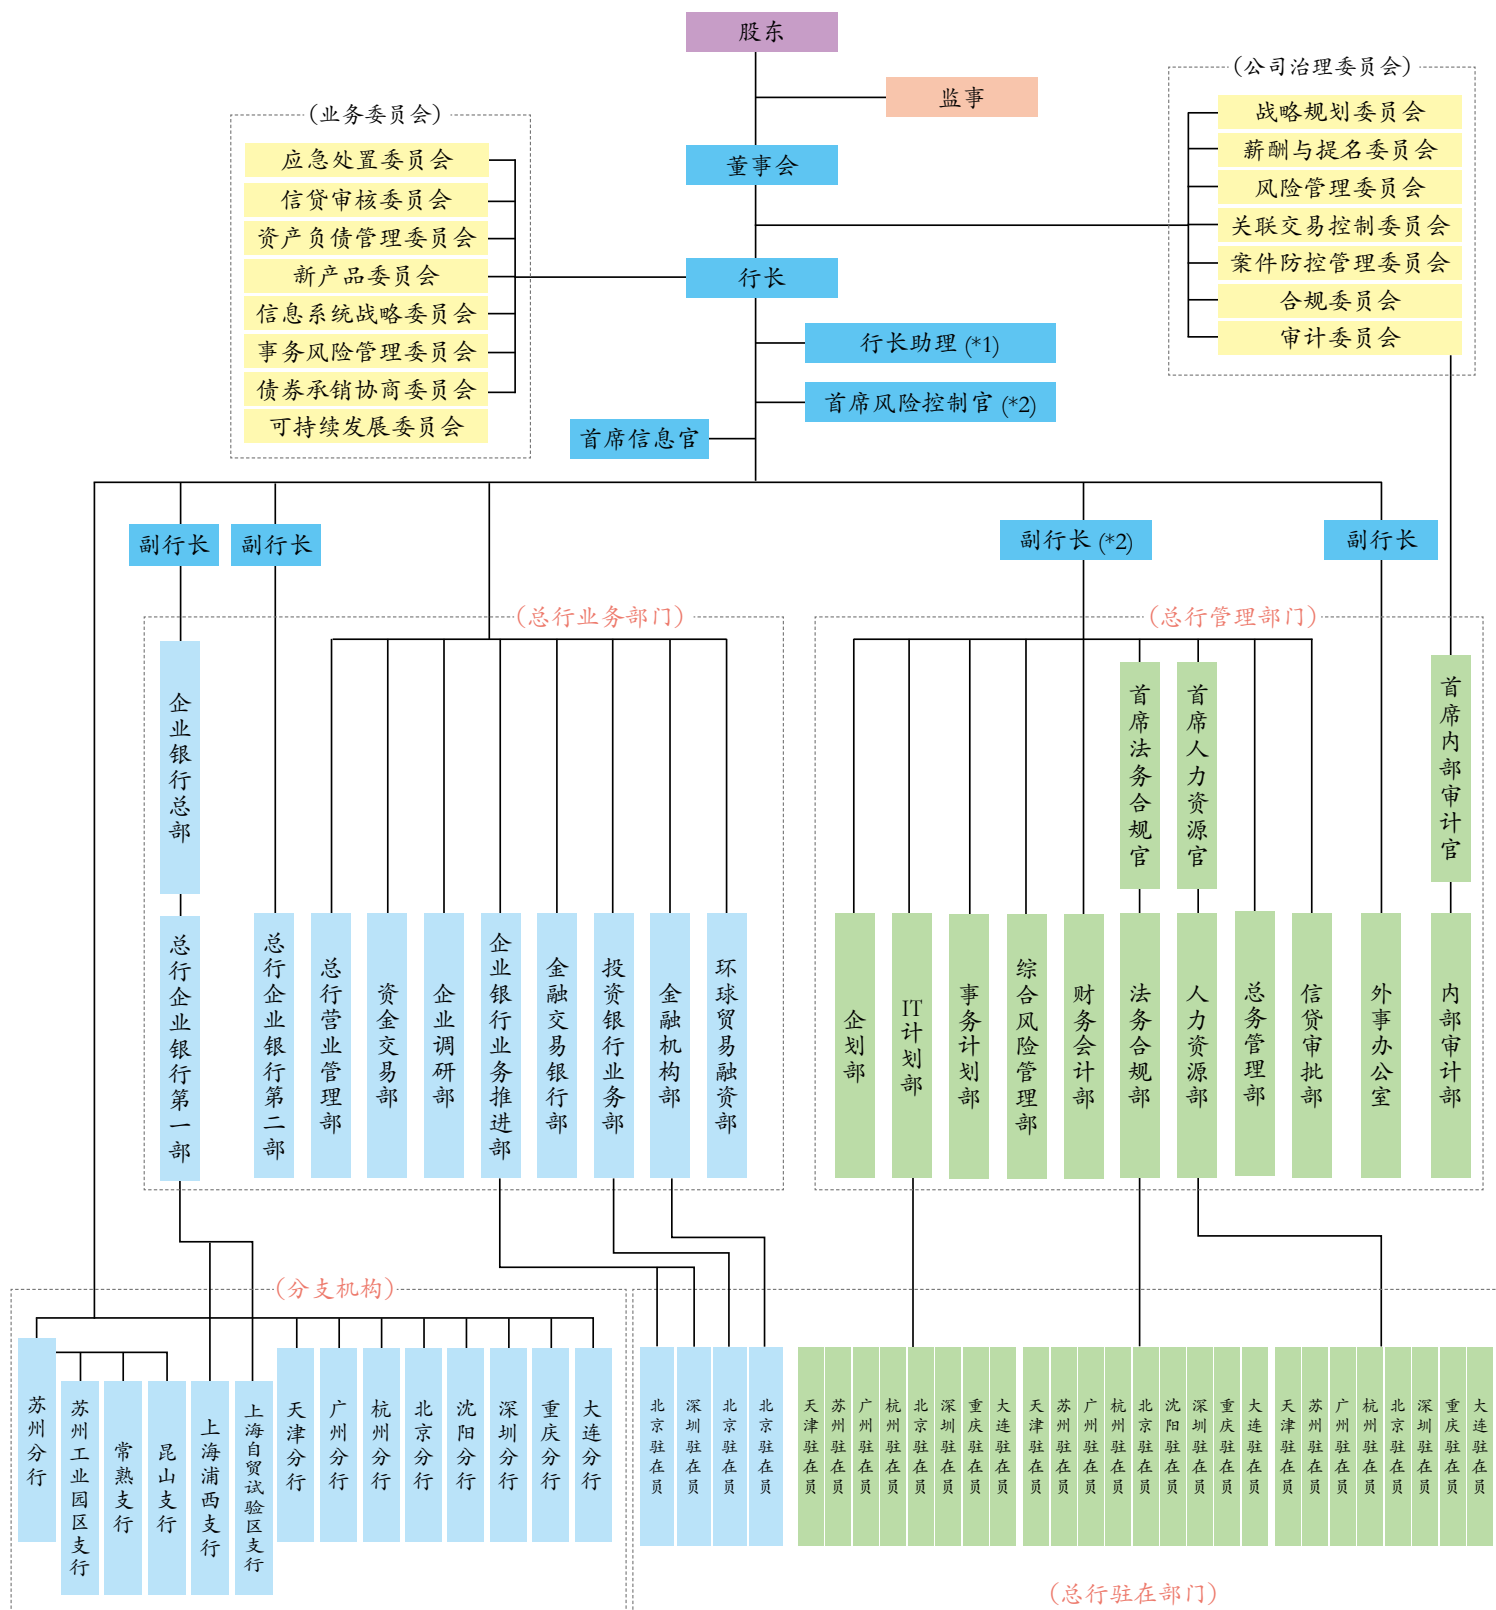 股东
监事
(公司治理委员会)
战略规划委员会
薪酬与提名委员会
风险管理委员会
关联交易控制委员会
案件防控管理委员会
合规委员会
审计委员会
(业务委员会)
应急处置委员会
信贷审核委员会
资产负债管理委员会
新产品委员会
信息系统战略委员会
事务风险管理委员会
债券承销协商委员会
可持续发展委员会
董事会
行长
行长助理 (*1)
首席风险控制官 (*2)
首席信息官
副行长
副行长
副行长 (*2)
副行长
(总行业务部门)
(总行管理部门)
企业银行总部
首席法务合规官
首席人力资源官
首席内部审计官
总行企业银行第一部
总行企业银行第二部
总行营业管理部
资金交易部
企业调研部
企业银行业务推进部
金融交易银行部
投资银行业务部
金融机构部
环球贸易融资部
企划部
IT计划部
事务计划部
综合风险管理部
财务会计部
法务合规部
人力资源部
总务管理部
信贷审批部
外事办公室
内部审计部
(分支机构)
苏州分行
苏州工业园区支行
常熟支行
昆山支行
上海浦西支行
上海自贸试验区支行
天津分行
广州分行
杭州分行
北京分行
沈阳分行
深圳分行
重庆分行
大连分行
北京驻在员
深圳驻在员
北京驻在员
北京驻在员
天津驻在员
苏州驻在员
广州驻在员
杭州驻在员
北京驻在员
深圳驻在员
重庆驻在员
大连驻在员
天津驻在员
苏州驻在员
广州驻在员
杭州驻在员
北京驻在员
沈阳驻在员
深圳驻在员
重庆驻在员
大连驻在员
天津驻在员
苏州驻在员
广州驻在员
杭州驻在员
北京驻在员
深圳驻在员
重庆驻在员
大连驻在员
(总行驻在部门)